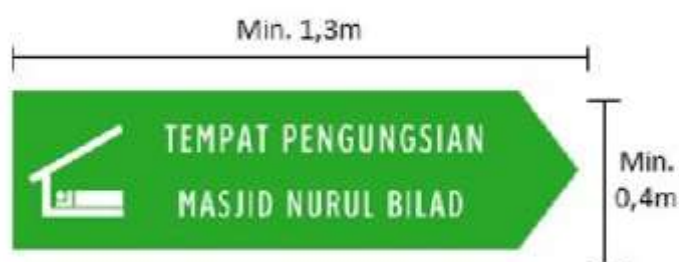 Min. 1,3m
TEMPAT PENGUNGSIAN
MASJID NURUL BILAD
Min.
0,4m